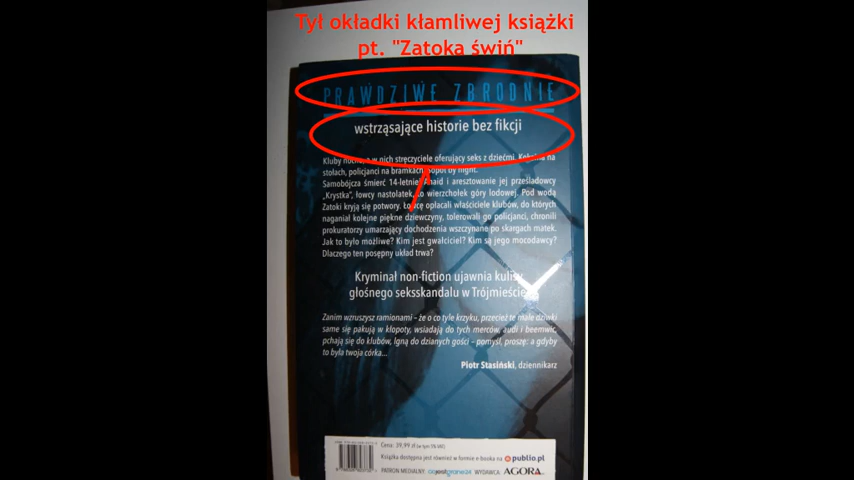 Tył okładki kłamliwej książki
pt. "Zatoka świń"
PRAWDZIWE ZBRODNIE
wstrząsające historie bez fikcji
Kluby nocne, w nich stręczyciele oferujący seks z dziećmi. Kokaina na
stołach, policjanci na bramkach. Sopot by night.
Samobójcza śmierć 14-letniej Anaid i aresztowanie jej prześladowcy
„Krystka”, łowcy nastolatek, to wierzchołek góry lodowej. Pod wodą
Zatoki kryją się potwory. Łowcę opłacali właściciele klubów, do których
naganiał kolejne piękne dziewczyny, tolerowali go policjanci, chronili
prokuratorzy umarzający dochodzenia wszczynane po skargach matek.
Jak to było możliwe? Kim jest gwałciciel? Kim są jego mocodawcy?
Dlaczego ten posępny układ trwa?
Kryminał non-fiction ujawnia kulisy
głośnego seksskandalu w Trójmieście
Zanim wzruszysz ramionami – że o co tyle krzyku, przecież te małe dziwki
same się pakują w kłopoty, wsiadają do tych merców, audi i beemwic,
pchają się do klubów, lgną do dzianych gości – pomyśl, proszę: a gdyby
to była twoja córka...
Piotr Stasiński, dziennikarz
Cena: 39,99 zł (w tym 5% VAT)
Książka dostępna jest również w formie e-booka na publio.pl
PATRON MEDIALNY: WYDAWCA: AGORA